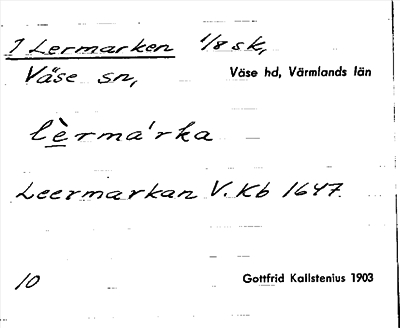 1 Lermarken 1/8 sk,
Väse sn, Väse hd, Värmlands län
lèrmá'rka
Leermarkan V. Kb 1647.
10 Gottfrid Kallstenius 1903